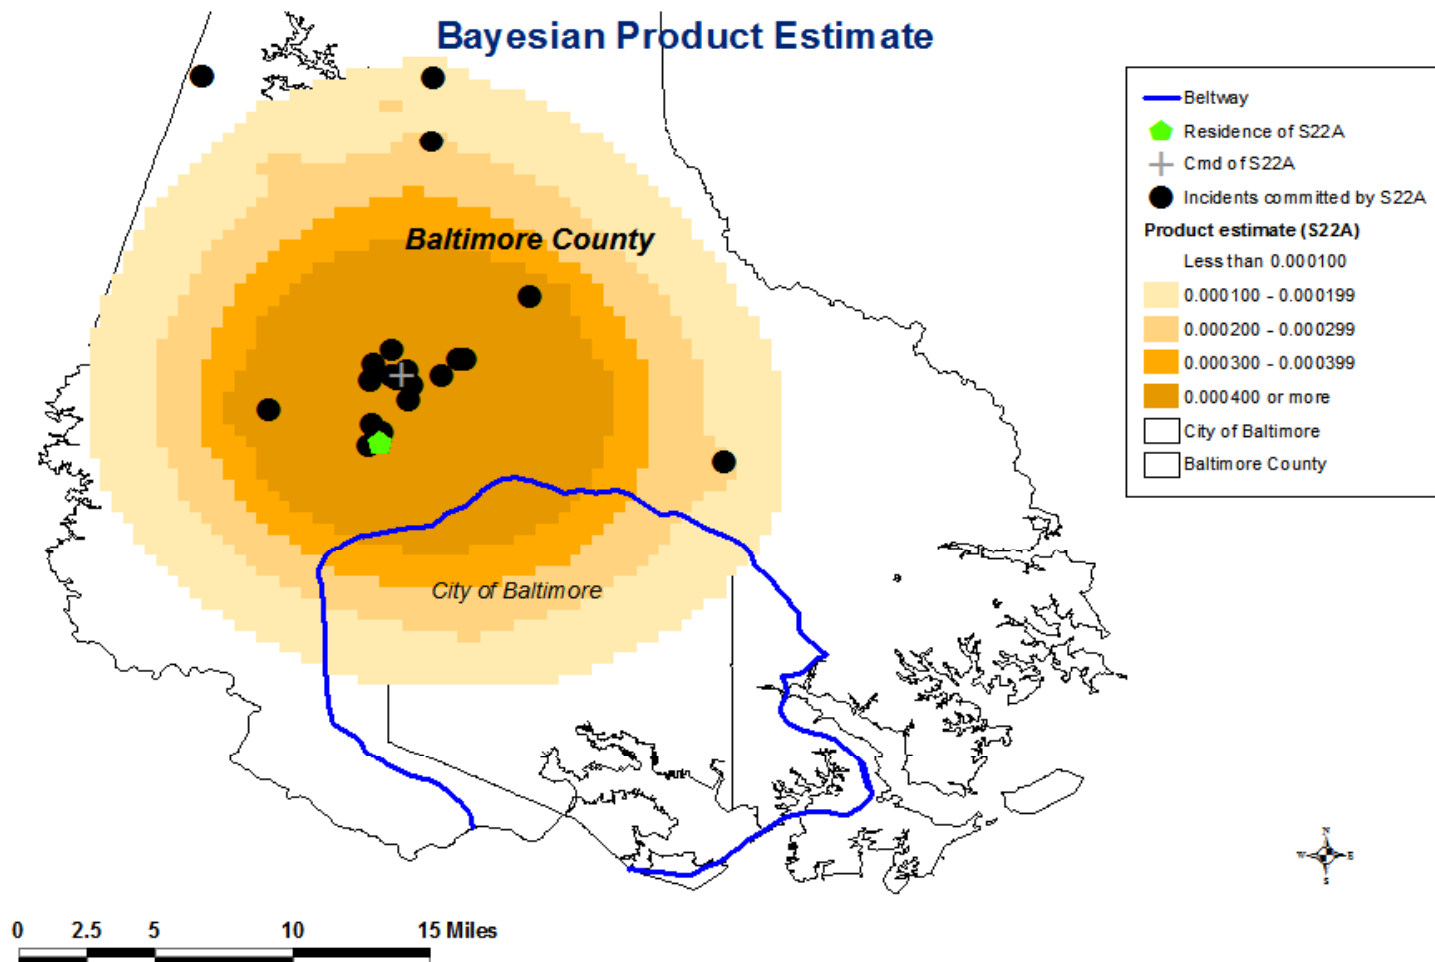 Bayesian Product Estimate
Beltway
Residence of S22A
Cmd of S22A
Incidents committed by S22A
Product estimate (S22A)
Less than 0.000100
0.000100 - 0.000199
0.000200 - 0.000299
0.000300 - 0.000399
0.000400 or more
City of Baltimore
Baltimore County
Baltimore County
City of Baltimore
N
W E
S
0 2.5 5 10 15 Miles